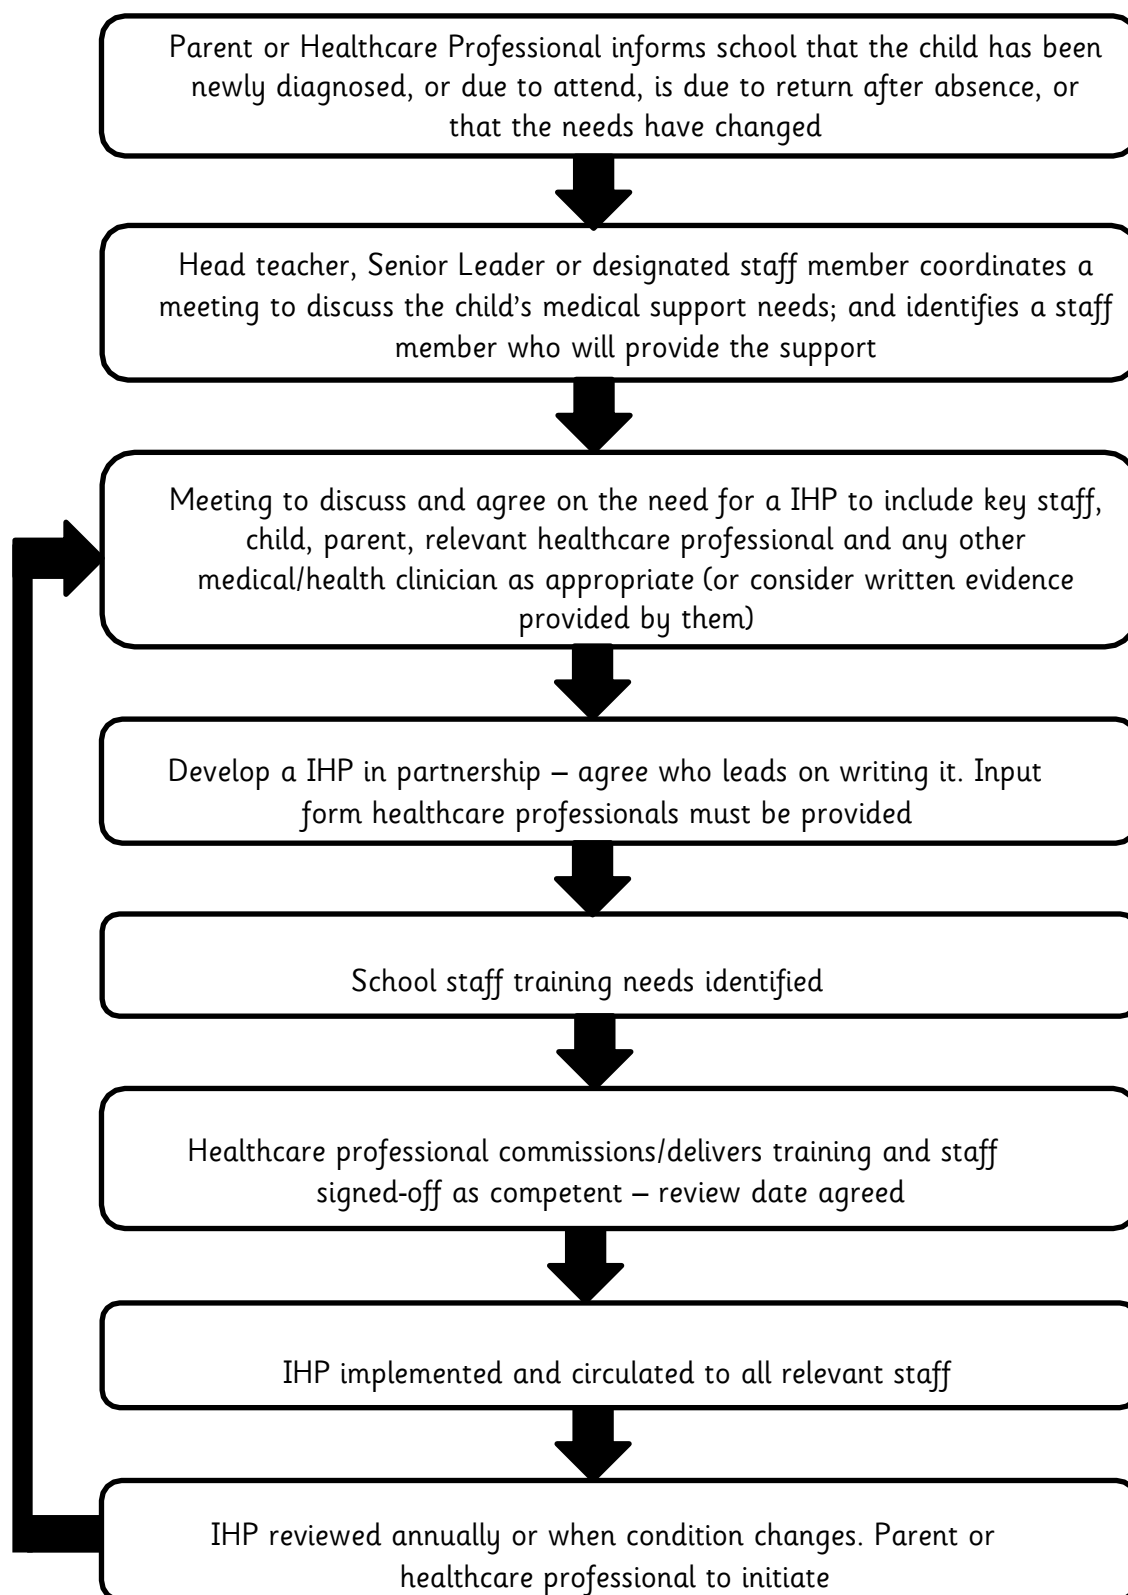 Parent or Healthcare Professional informs school that the child has been
newly diagnosed, or due to attend, is due to return after absence, or
that the needs have changed
Head teacher, Senior Leader or designated staff member coordinates a
meeting to discuss the child's medical support needs; and identifies a staff
member who will provide the support
Meeting to discuss and agree on the need for a IHP to include key staff,
child, parent, relevant healthcare professional and any other
medical/health clinician as appropriate (or consider written evidence
provided by them)
Develop a IHP in partnership – agree who leads on writing it. Input
form healthcare professionals must be provided
School staff training needs identified
Healthcare professional commissions/delivers training and staff
signed-off as competent – review date agreed
IHP implemented and circulated to all relevant staff
IHP reviewed annually or when condition changes. Parent or
healthcare professional to initiate